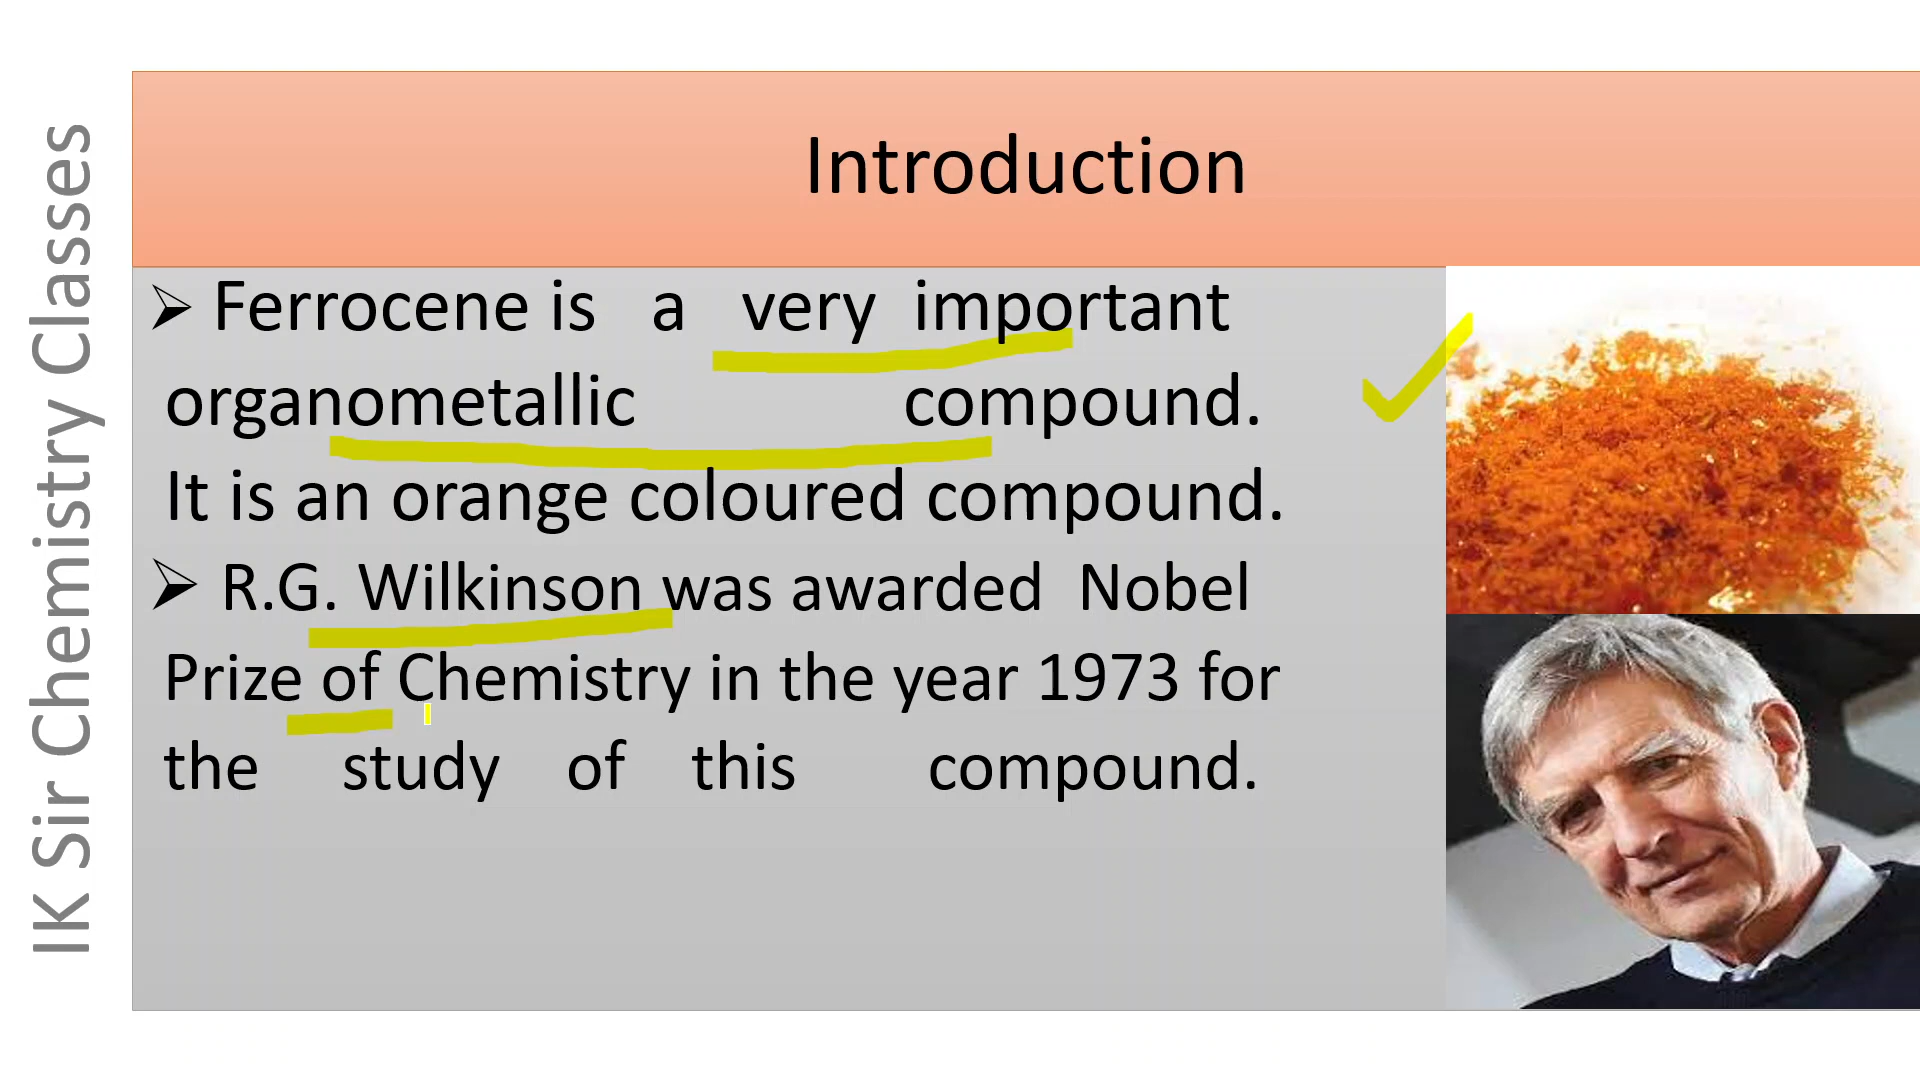 IK Sir Chemistry Classes
Introduction
Ferrocene is a very important
organometallic compound.
It is an orange coloured compound.
R.G. Wilkinson was awarded Nobel
Prize of Chemistry in the year 1973 for
the study of this compound.